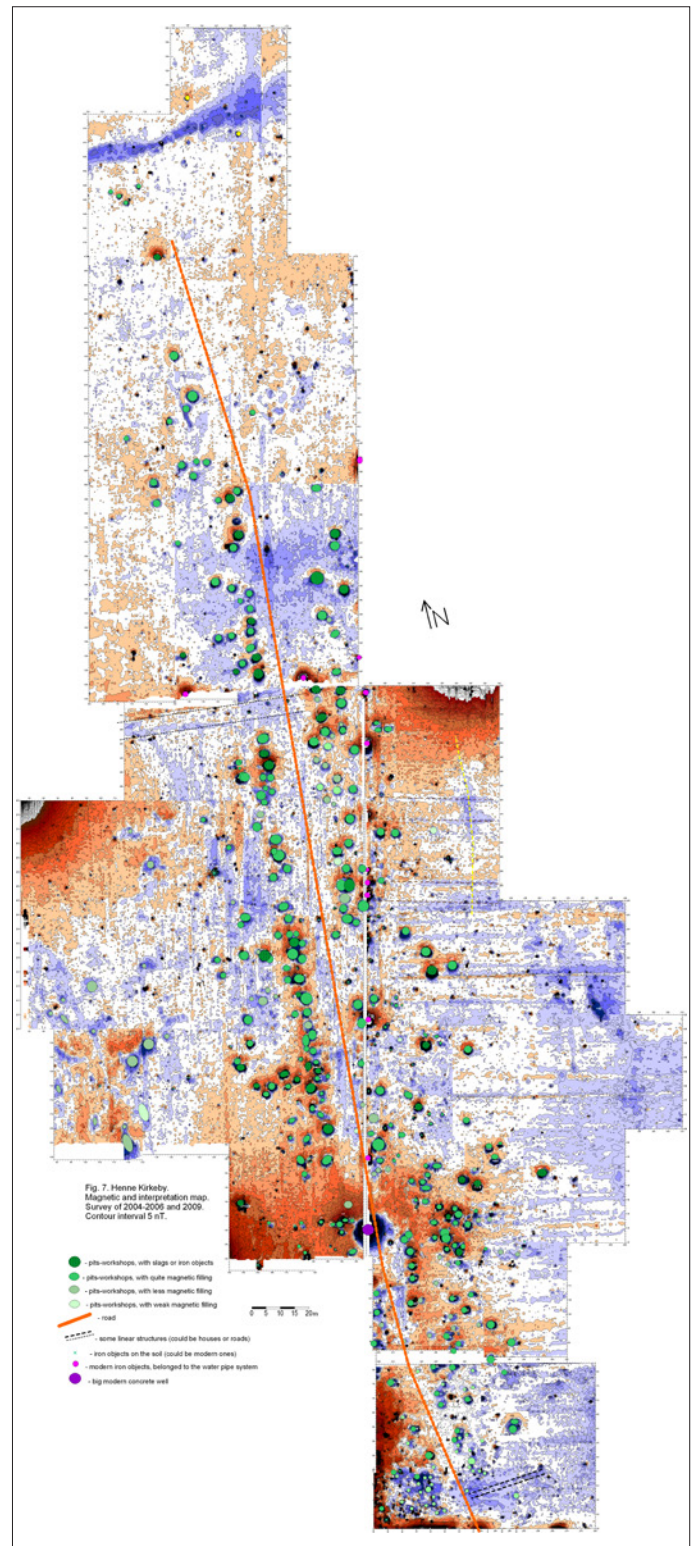 N
Fig. 7. Henne Kirkeby.
Magnetic and interpretation map.
Survey of 2004-2006 and 2009.
Contour interval 5 nT.
- pits-workshops, with slags or iron objects
- pits-workshops, with quite magnetic filling
- pits-workshops, with less magnetic filling
- pits-workshops, with weak magnetic filling
0 5 10 15 20m
- road
- some linear structures (could be houses or roads)
- iron objects on the soil (could be modern ones)
- modern iron objects, belonged to the water pipe system
- big modern concrete well